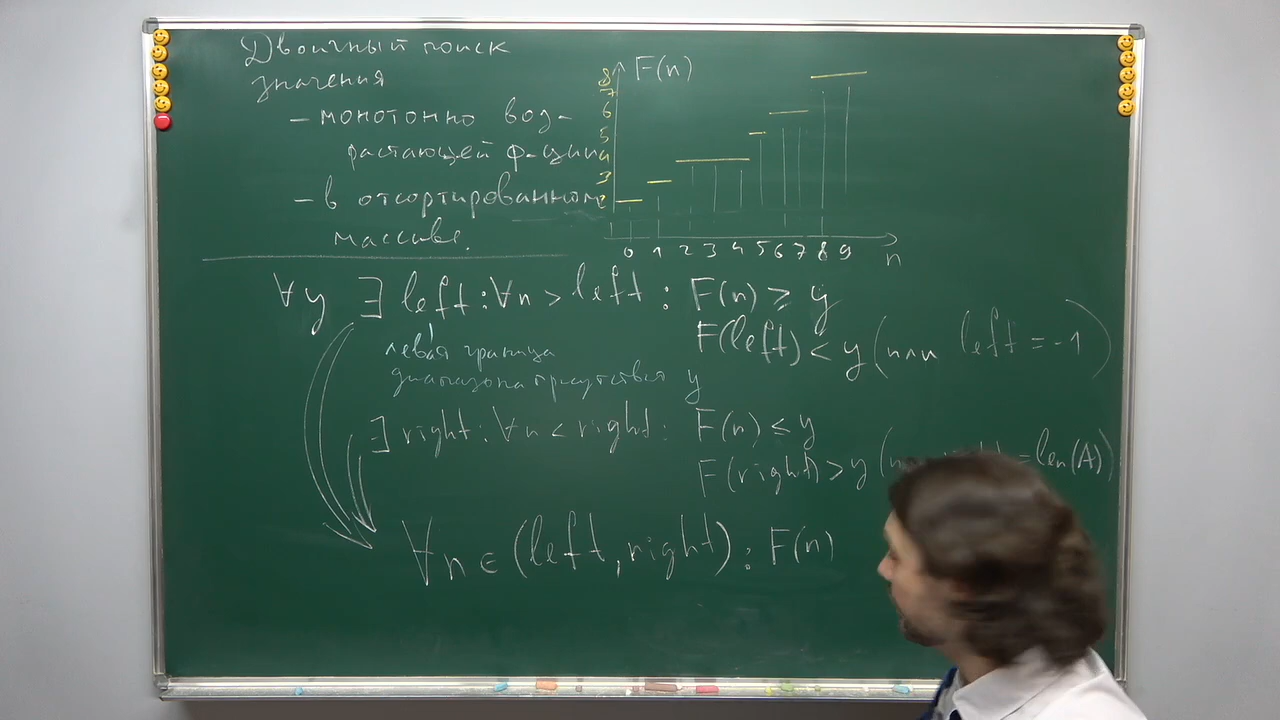 Двоичный поиск
значения
- монотонно воз-
растающей ф-ции
- в отсортированном
массиве.
F(n)
8
7
6
5
4
3
2
0 1 2 3 4 5 6 7 8 9
n
∀y ∃ left : ∀n > left : F(n) ≥ y
F(left) < y (или left = -1)
левая граница
диапазона присутствия y
∃ right : ∀n < right : F(n) ≤ y
F(right) > y ( = len(A))
∀n ∈ (left, right) : F(n)